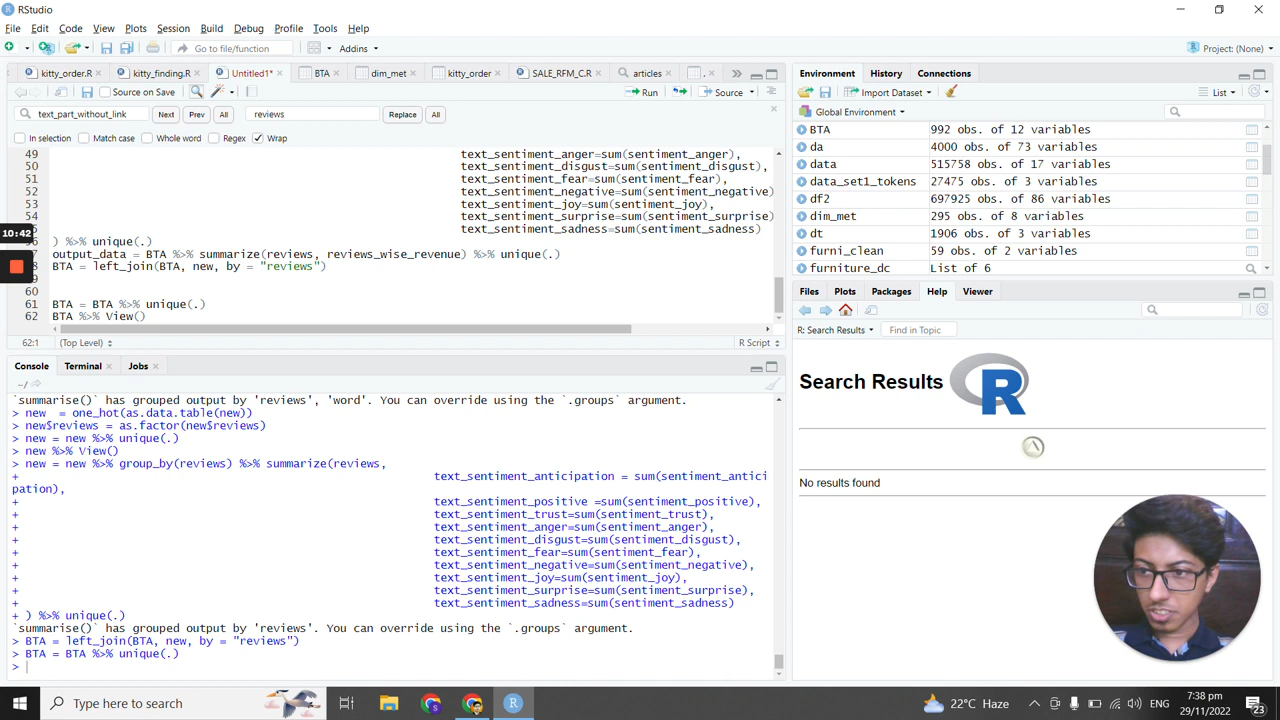 RStudio
File Edit Code View Plots Session Build Debug Profile Tools Help
Go to file/function Addins Project: (None)
kitty_order.R kitty_finding.R Untitled1* BTA dim_met kitty_order SALE_RFM_C.R articles
Source on Save Run Source
text_part_without_link Next Prev All reviews Replace All
In selection Match case Whole word Regex Wrap
49 text_sentiment_anger=sum(sentiment_anger),
50 text_sentiment_disgust=sum(sentiment_disgust),
51 text_sentiment_fear=sum(sentiment_fear),
52 text_sentiment_negative=sum(sentiment_negative)
53 text_sentiment_joy=sum(sentiment_joy),
54 text_sentiment_surprise=sum(sentiment_surprise)
text_sentiment_sadness=sum(sentiment_sadness)
10:42
) %>% unique(.)
output_data = BTA %>% summarize(reviews, reviews_wise_revenue) %>% unique(.)
BTA = left_join(BTA, new, by = "reviews")
60
61 BTA = BTA %>% unique(.)
62 BTA %>% View()
62:1 (Top Level) R Script
Console Terminal Jobs
~/
`summarise()` has grouped output by 'reviews', 'word'. You can override using the `.groups` argument.
> new  = one_hot(as.data.table(new))
> new$reviews = as.factor(new$reviews)
> new = new %>% unique(.)
> new %>% View()
> new = new %>% group_by(reviews) %>% summarize(reviews,
+ text_sentiment_anticipation = sum(sentiment_antici
pation),
+ text_sentiment_positive =sum(sentiment_positive),
+ text_sentiment_trust=sum(sentiment_trust),
+ text_sentiment_anger=sum(sentiment_anger),
+ text_sentiment_disgust=sum(sentiment_disgust),
+ text_sentiment_fear=sum(sentiment_fear),
+ text_sentiment_negative=sum(sentiment_negative),
+ text_sentiment_joy=sum(sentiment_joy),
+ text_sentiment_surprise=sum(sentiment_surprise),
+ text_sentiment_sadness=sum(sentiment_sadness)
+ ) %>% unique(.)
`summarise()` has grouped output by 'reviews'. You can override using the `.groups` argument.
> BTA = left_join(BTA, new, by = "reviews")
> BTA = BTA %>% unique(.)
>
Environment History Connections
Import Dataset List
Global Environment
BTA 992 obs. of 12 variables
da 4000 obs. of 73 variables
data 515758 obs. of 17 variables
data_set1_tokens 27475 obs. of 3 variables
df2 697925 obs. of 86 variables
dim_met 295 obs. of 8 variables
dt 1906 obs. of 3 variables
furni_clean 59 obs. of 2 variables
furniture_dc List of 6
Files Plots Packages Help Viewer
R: Search Results Find in Topic
Search Results R
No results found
Type here to search
22°C Haze ENG 7:38 pm
29/11/2022 23